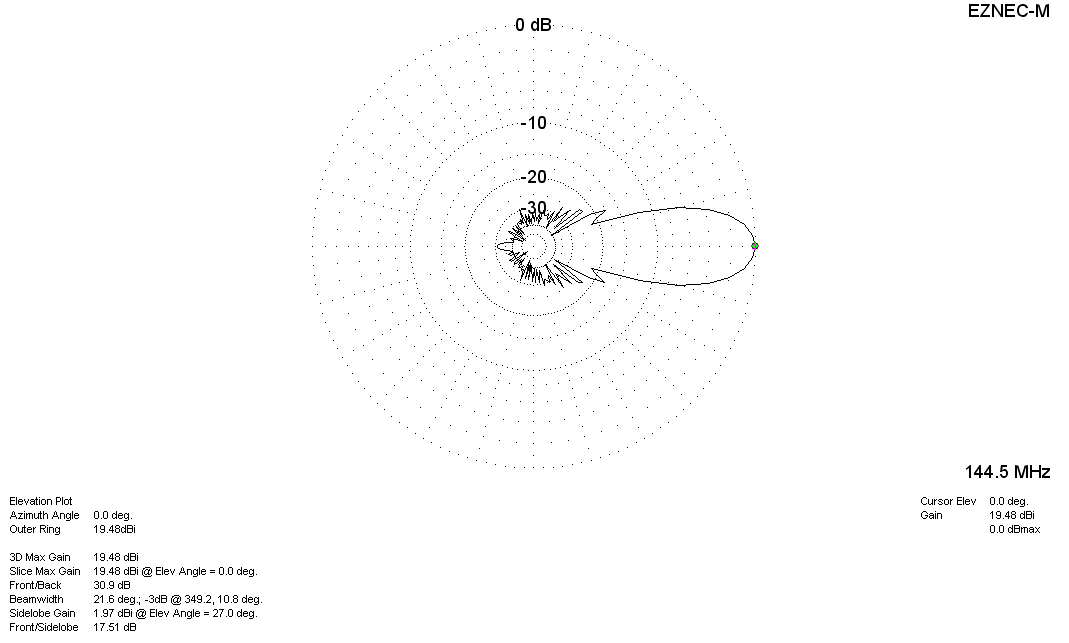 EZNEC-M
0 dB
-10
-20
-30
144.5 MHz
Elevation Plot
Azimuth Angle 0.0 deg.
Outer Ring 19.48dBi
Cursor Elev 0.0 deg.
Gain 19.48 dBi
0.0 dBmax
3D Max Gain 19.48 dBi
Slice Max Gain 19.48 dBi @ Elev Angle = 0.0 deg.
Front/Back 30.9 dB
Beamwidth 21.6 deg.; -3dB @ 349.2, 10.8 deg.
Sidelobe Gain 1.97 dBi @ Elev Angle = 27.0 deg.
Front/Sidelobe 17.51 dB